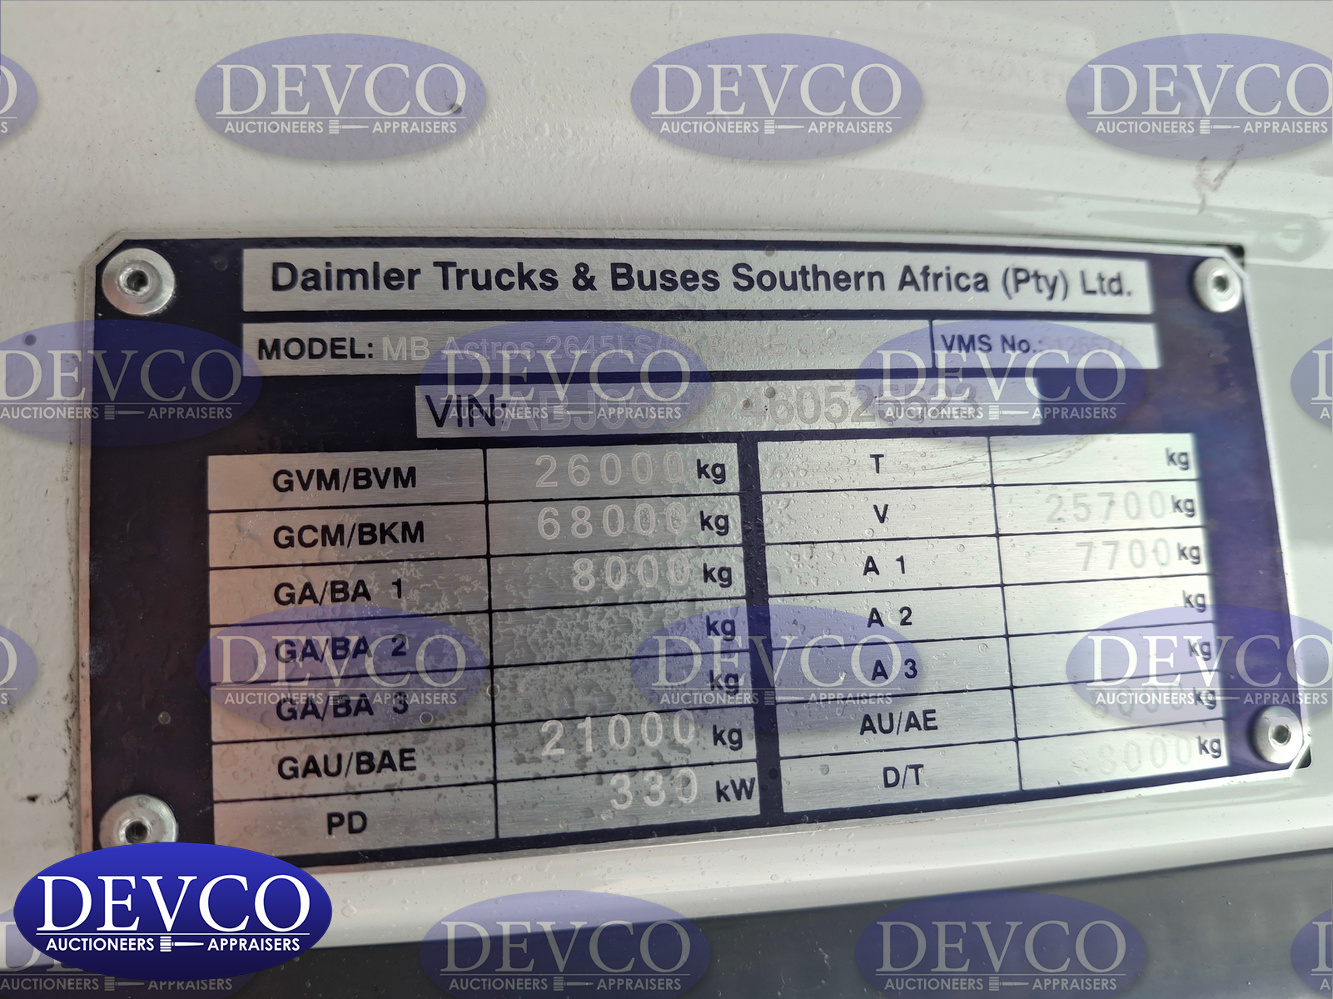 DEVCO
AUCTIONEERS APPRAISERS
Daimler Trucks & Buses Southern Africa (Pty) Ltd.
MODEL: MB Actros 2645LS/
VMS No.:
VIN:
GVM/BVM 26000 kg
T kg
GCM/BKM 68000 kg
V 25700 kg
GA/BA 1 8000 kg
A 1 7700 kg
GA/BA 2 kg
A 2 kg
GA/BA 3 kg
A 3 kg
GAU/BAE 21000 kg
AU/AE kg
PD 330 kW
D/T kg
DEVCO
AUCTIONEERS APPRAISERS